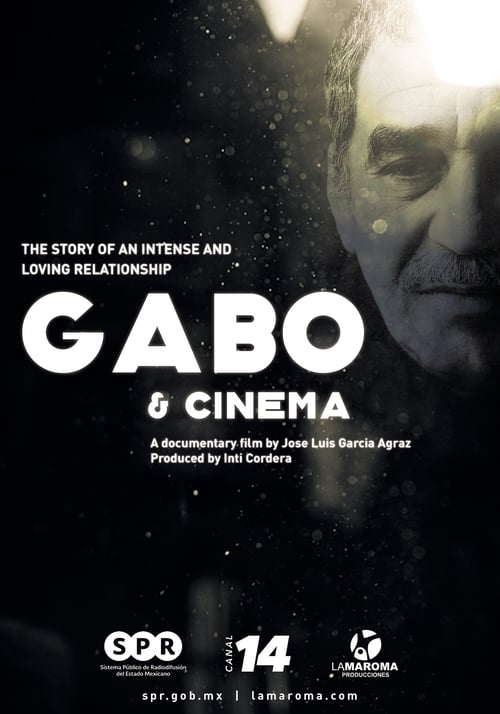 THE STORY OF AN INTENSE AND
LOVING RELATIONSHIP
GABO
& CINEMA
A documentary film by Jose Luis Garcia Agraz
Produced by Inti Cordera
SPR
Sistema Público de Radiodifusión
del Estado Mexicano
CANAL 14
LAMAROMA
PRODUCCIONES
spr.gob.mx | lamaroma.com